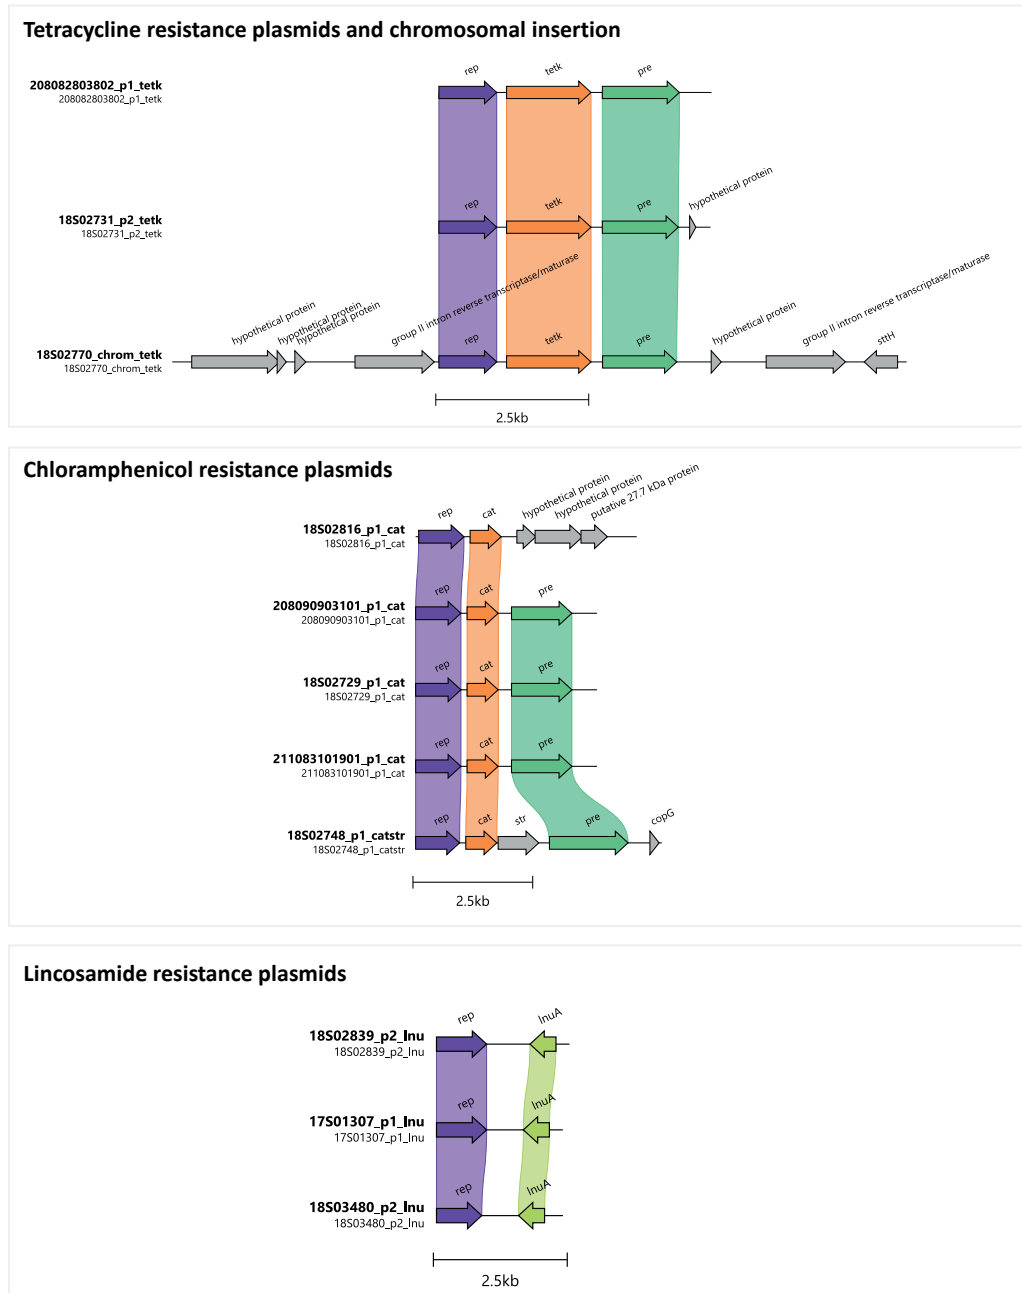 Tetracycline resistance plasmids and chromosomal insertion
rep tetk pre
208082803802_p1_tetk
208082803802_p1_tetk
rep tetk pre hypothetical protein
18S02731_p2_tetk
18S02731_p2_tetk
hypothetical protein hypothetical protein hypothetical protein group II intron reverse transcriptase/maturase rep tetk pre hypothetical protein group II intron reverse transcriptase/maturase sttH
18S02770_chrom_tetk
18S02770_chrom_tetk
2.5kb
Chloramphenicol resistance plasmids
rep cat hypothetical protein hypothetical protein putative 27.7 kDa protein
18S02816_p1_cat
18S02816_p1_cat
rep cat pre
208090903101_p1_cat
208090903101_p1_cat
rep cat pre
18S02729_p1_cat
18S02729_p1_cat
rep cat pre
211083101901_p1_cat
211083101901_p1_cat
rep cat str pre copG
18S02748_p1_catstr
18S02748_p1_catstr
2.5kb
Lincosamide resistance plasmids
rep lnuA
18S02839_p2_lnu
18S02839_p2_lnu
rep lnuA
17S01307_p1_lnu
17S01307_p1_lnu
rep lnuA
18S03480_p2_lnu
18S03480_p2_lnu
2.5kb